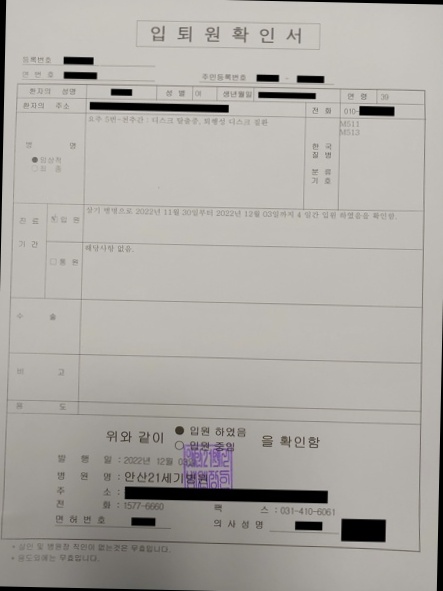 입 퇴 원 확 인 서
등록번호
연 번 호 주민등록번호 -
환자의 성명 성 별 여 생년월일 연 령 39
환자의 주소 전 화 010-
병 명 요추 5번-천추간 : 디스크 탈출증, 퇴행성 디스크 질환 한국 질병 분류 기호 M511
M513
● 임상적
○
진 료 기 간 입 원 상기 병명으로 2022년 11월 30일부터 2022년 12월 03일까지 4 일간 입원 하였음을 확인함.
□ 통 원 해당사항 없음.
수 술
비 고
용 도
위와 같이 ● 입원 하였음 을 확인함
○ 입원 중임
발 행 일 : 2022년 12월
병 원 명 : 안산21세기병원
주 소 :
전 화 : 1577-6660 팩 스 : 031-410-6061
면허번호 의사성명
* 실인 및 병원장 직인이 없는것은 무효입니다.
* 용도외에는 무효입니다.